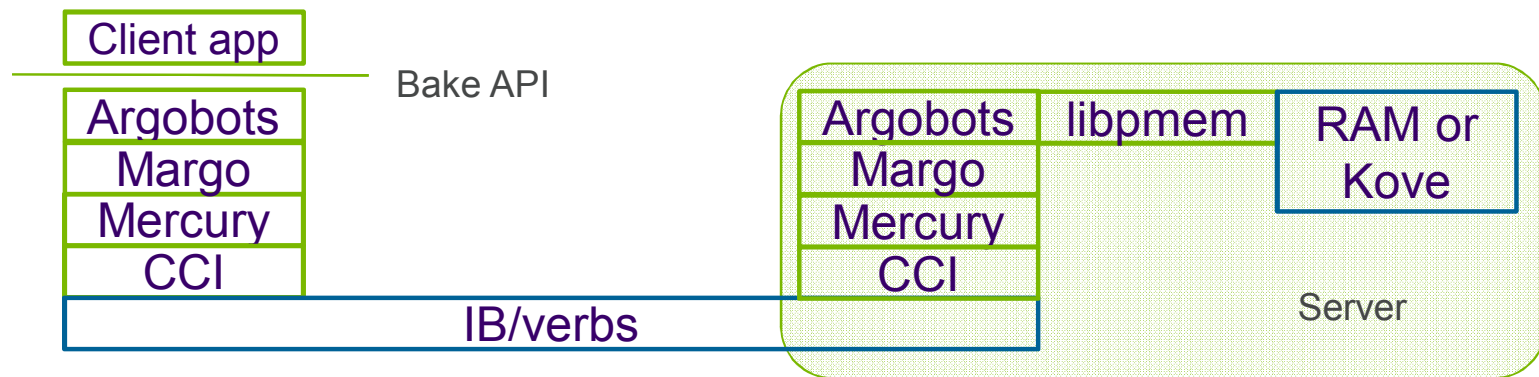 Client app
Bake API
Argobots
Margo
Mercury
CCI
Argobots
Margo
Mercury
CCI
libpmem
RAM or
Kove
IB/verbs
Server